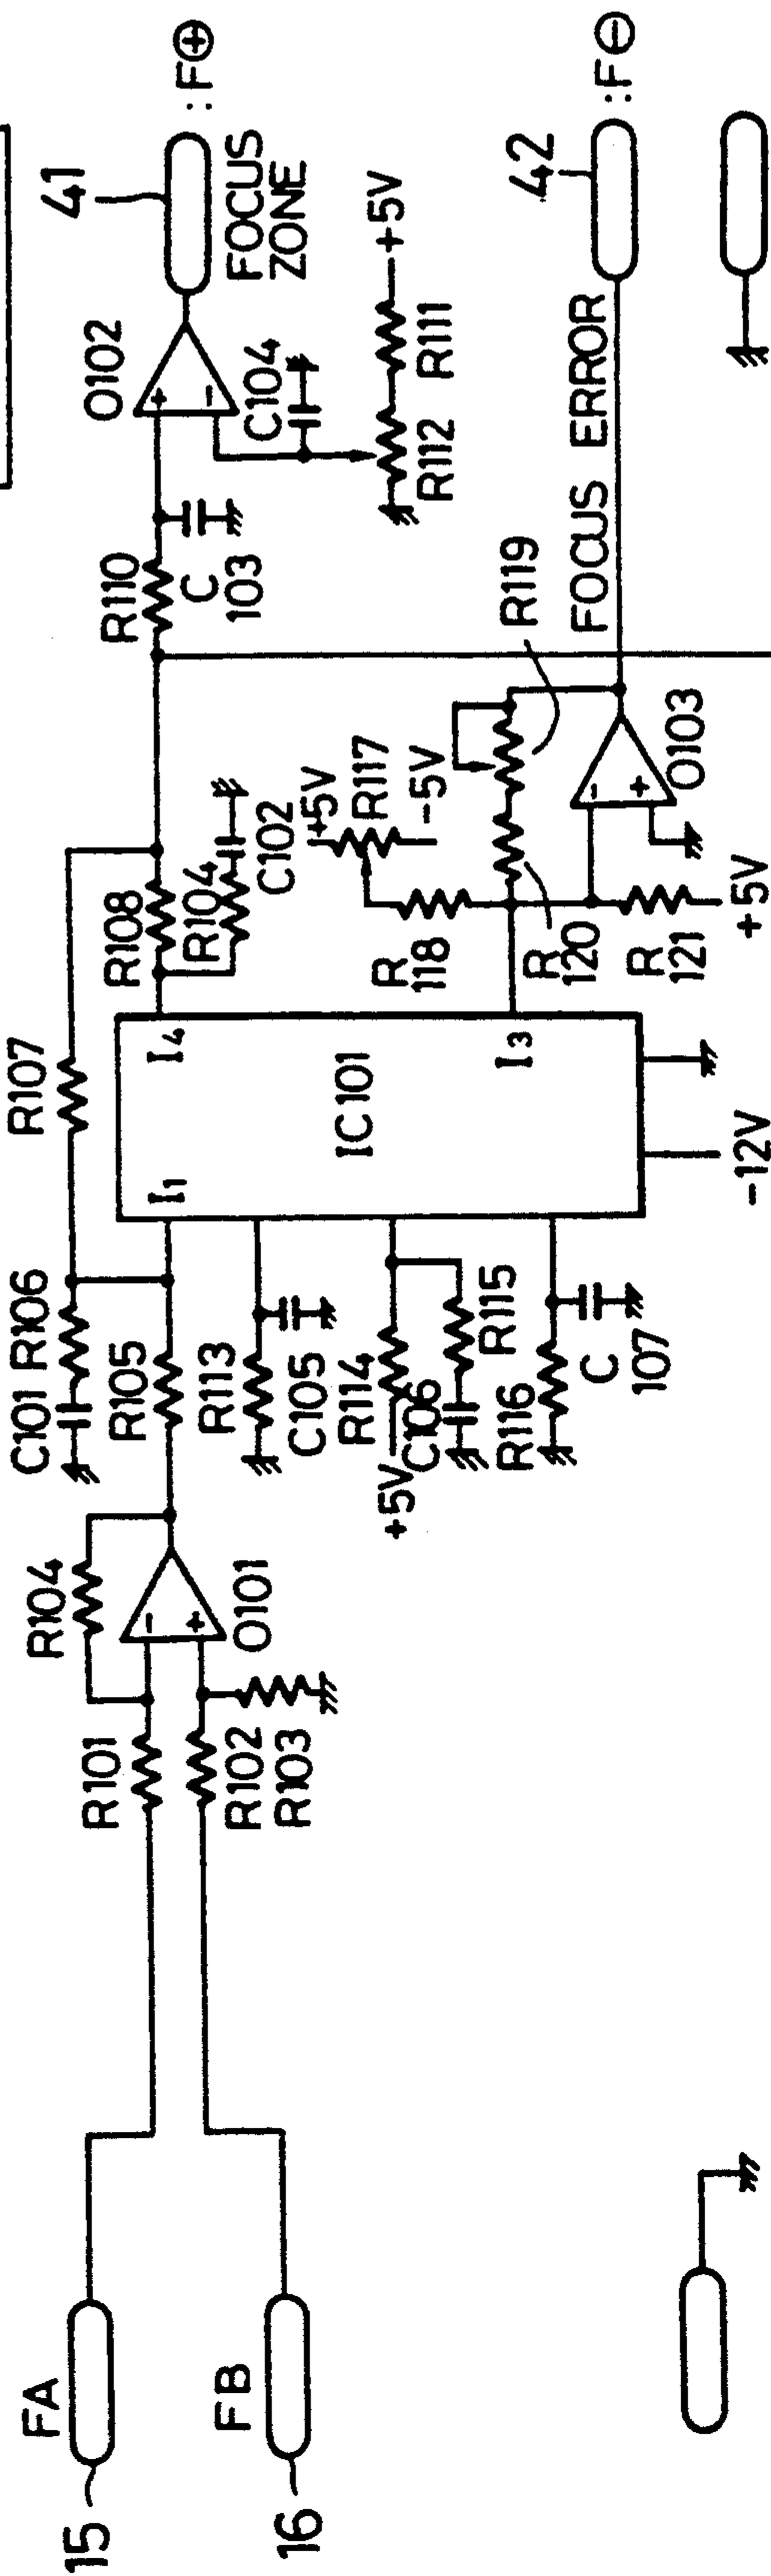 FA
15
FB
16
R101
R102
R103
R104
-
+
O101
C101
R106
R105
R107
R113
C105
R114
+5V
C106
R115
R116
C
107
I1
I4
IC101
I3
-12V
R108
R104
C102
+5V
R117
-5V
R
118
R
120
R
121
+5V
R119
-
+
O103
R110
C
103
O102
+
-
C104
R112
R111
+5V
41
FOCUS
ZONE
:F⊕
FOCUS ERROR
42
:F⊖